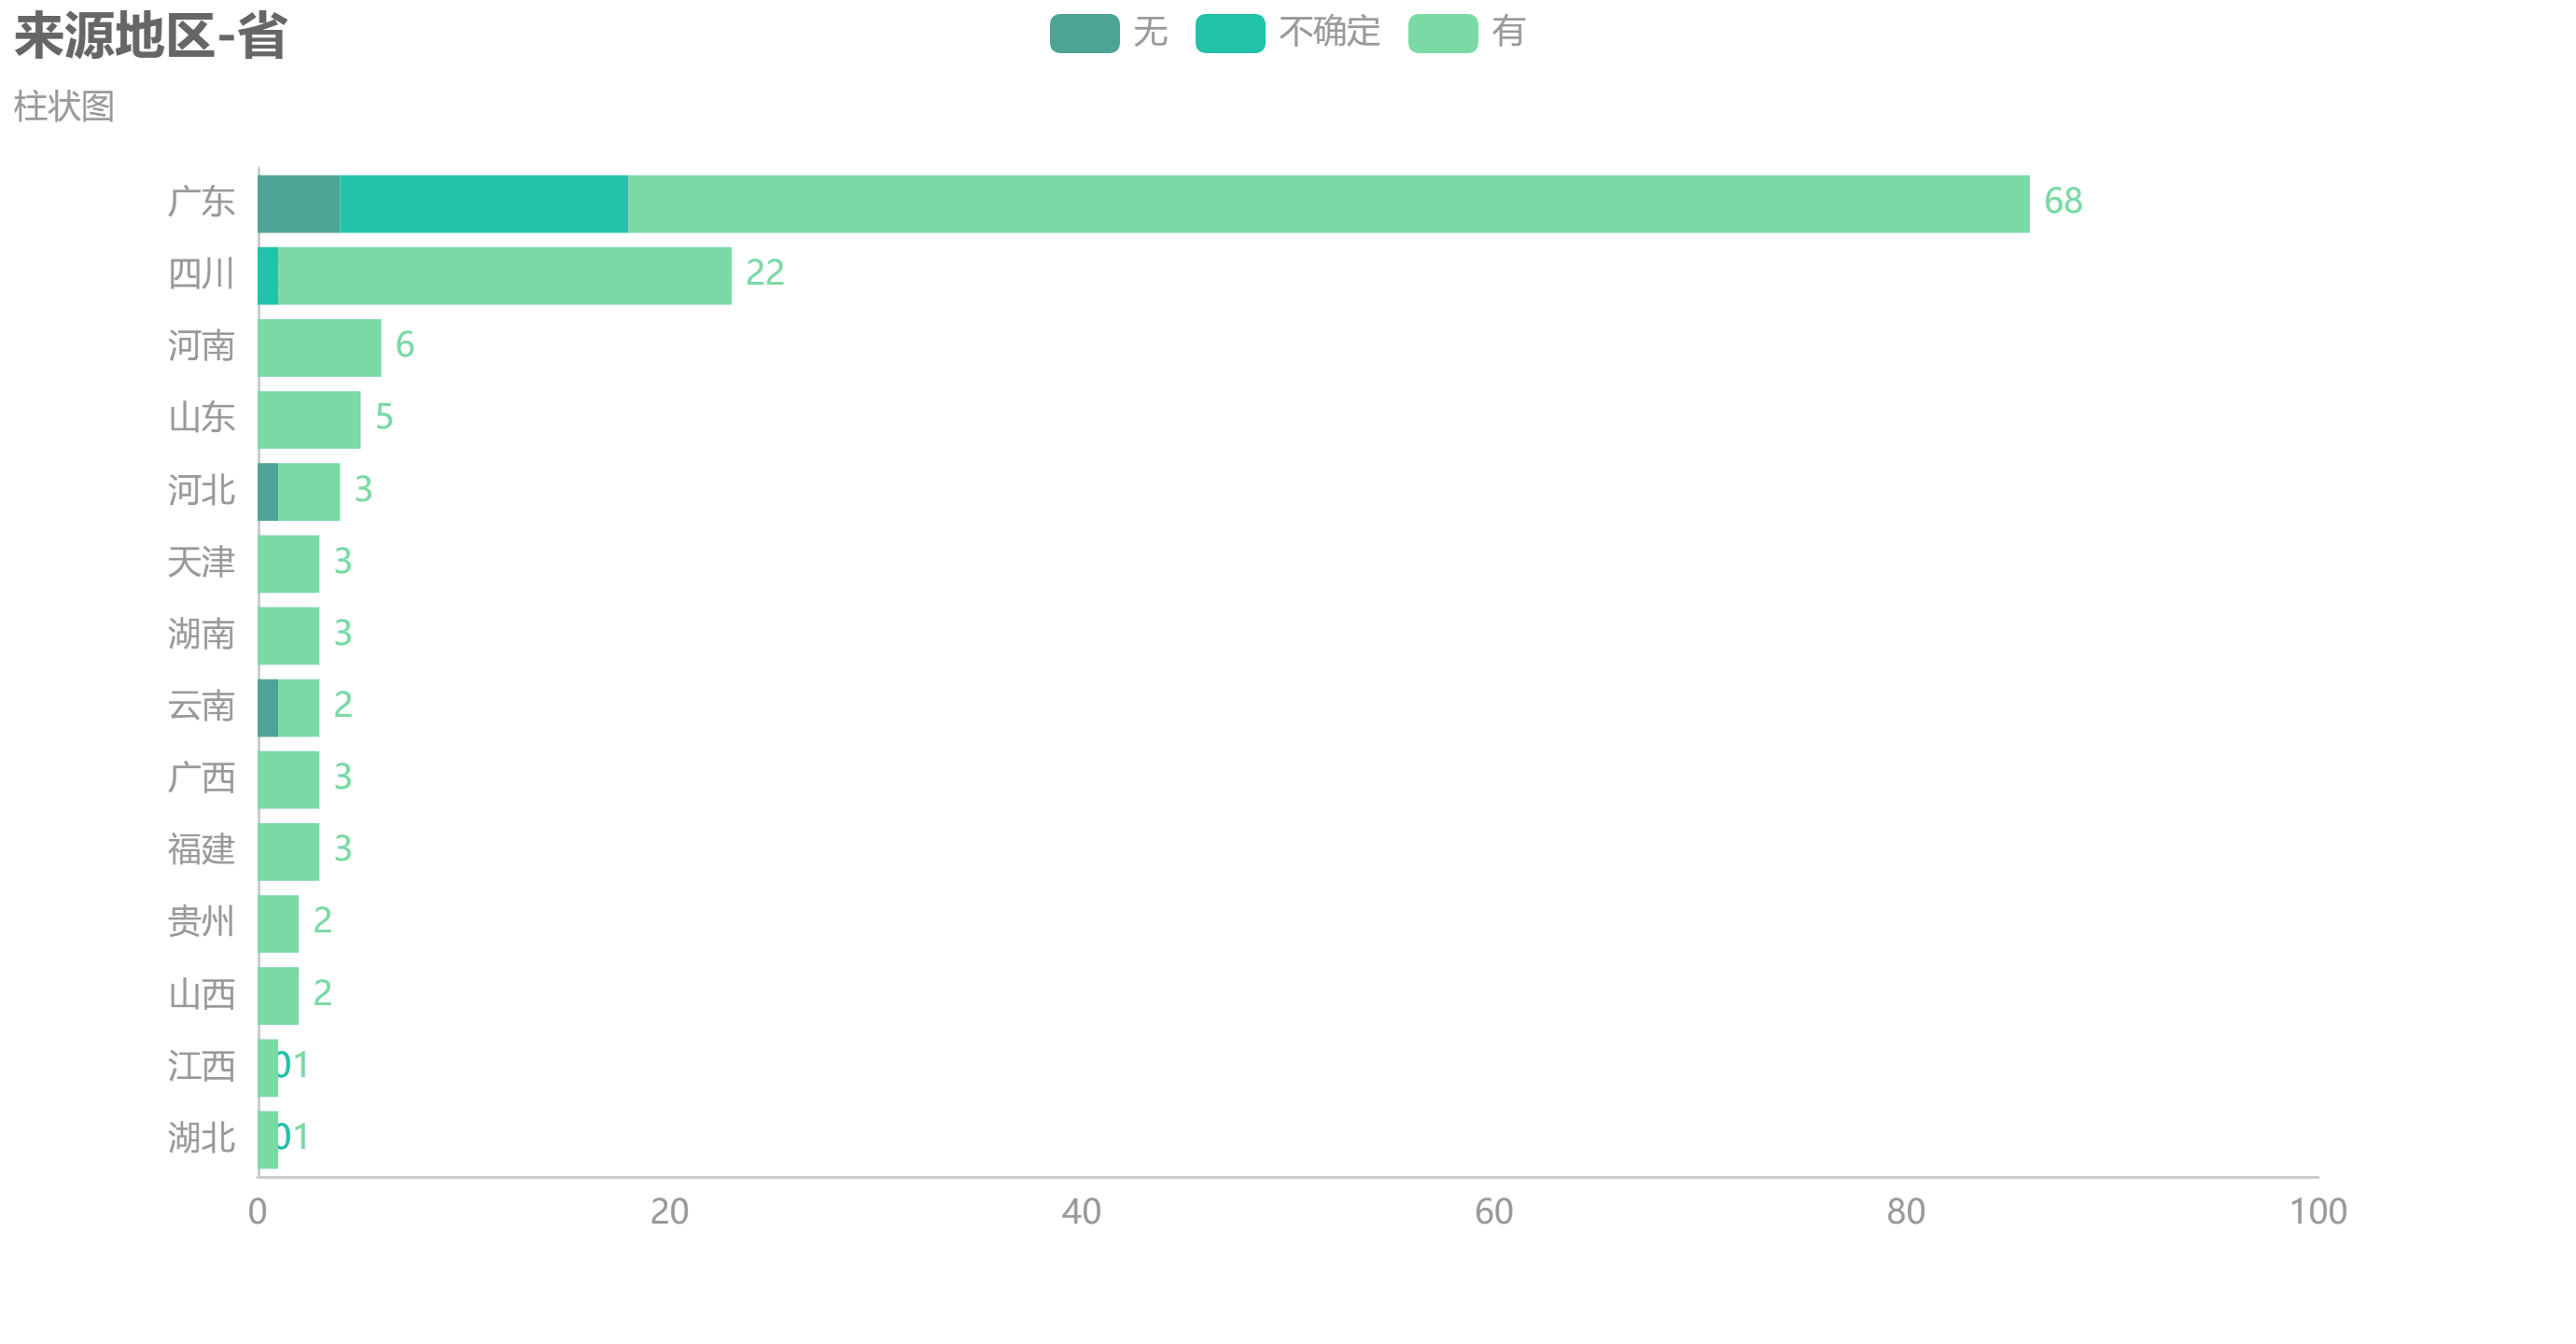 来源地区-省
无 不确定 有
柱状图
广东 68
四川 22
河南 6
山东 5
河北 3
天津 3
湖南 3
云南 2
广西 3
福建 3
贵州 2
山西 2
江西 01
湖北 01
0 20 40 60 80 100